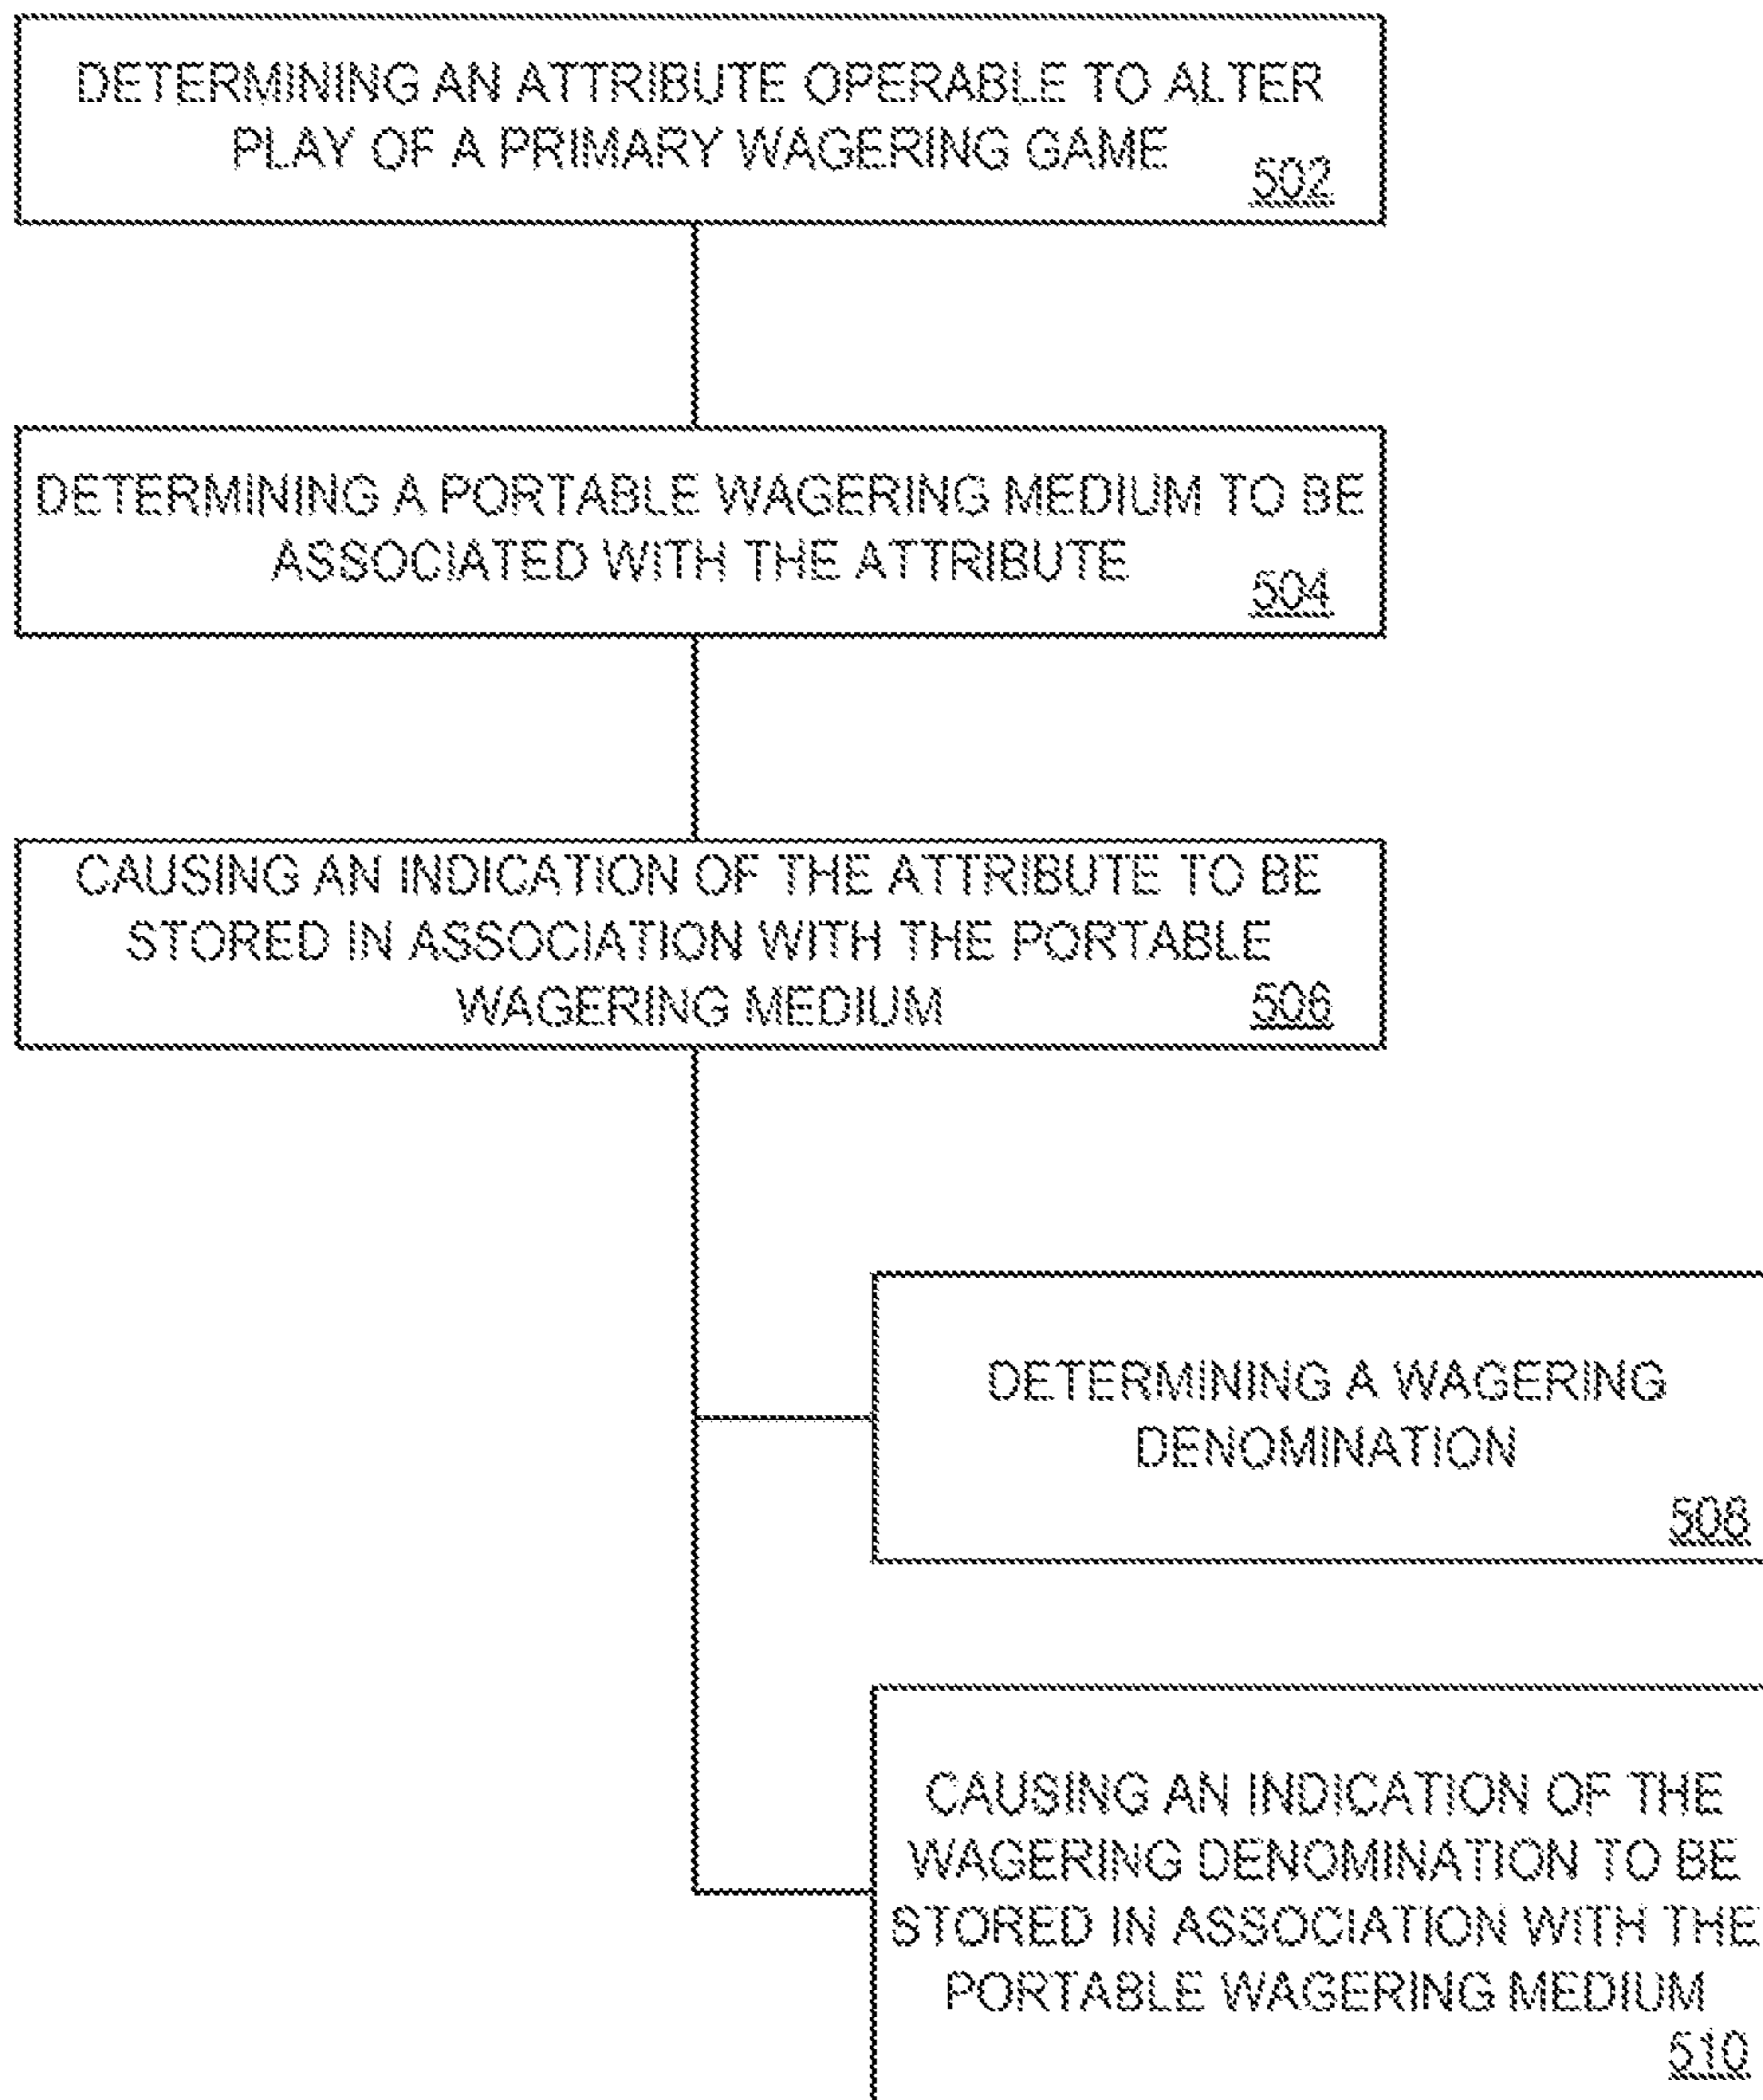 DETERMINING AN ATTRIBUTE OPERABLE TO ALTER
PLAY OF A PRIMARY WAGERING GAME
502
DETERMINING A PORTABLE WAGERING MEDIUM TO BE
ASSOCIATED WITH THE ATTRIBUTE
504
CAUSING AN INDICATION OF THE ATTRIBUTE TO BE
STORED IN ASSOCIATION WITH THE PORTABLE
WAGERING MEDIUM
506
DETERMINING A WAGERING
DENOMINATION
508
CAUSING AN INDICATION OF THE
WAGERING DENOMINATION TO BE
STORED IN ASSOCIATION WITH THE
PORTABLE WAGERING MEDIUM
510